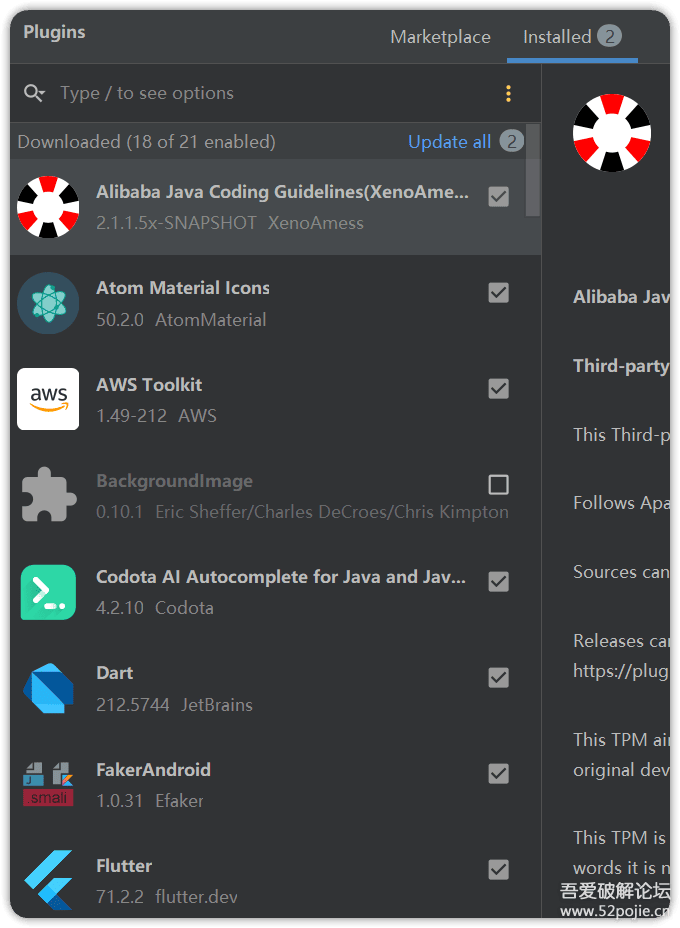 Plugins
Marketplace
Installed 2
Type / to see options
Downloaded (18 of 21 enabled)
Update all 2
Alibaba Java Coding Guidelines(XenoAme...
2.1.1.5x-SNAPSHOT XenoAmess
Atom Material Icons
50.2.0 AtomMaterial
aws
AWS Toolkit
1.49-212 AWS
BackgroundImage
0.10.1 Eric Sheffer/Charles DeCroes/Chris Kimpton
Codota AI Autocomplete for Java and Jav...
4.2.10 Codota
Dart
212.5744 JetBrains
.smali
FakerAndroid
1.0.31 Efaker
Flutter
71.2.2 flutter.dev
Alibaba Jav
Third-party
This Third-p
Follows Apa
Sources can
Releases car
https://plug
This TPM ain
original dev
This TPM is
words it is n
吾爱破解论坛
www.52pojie.cn